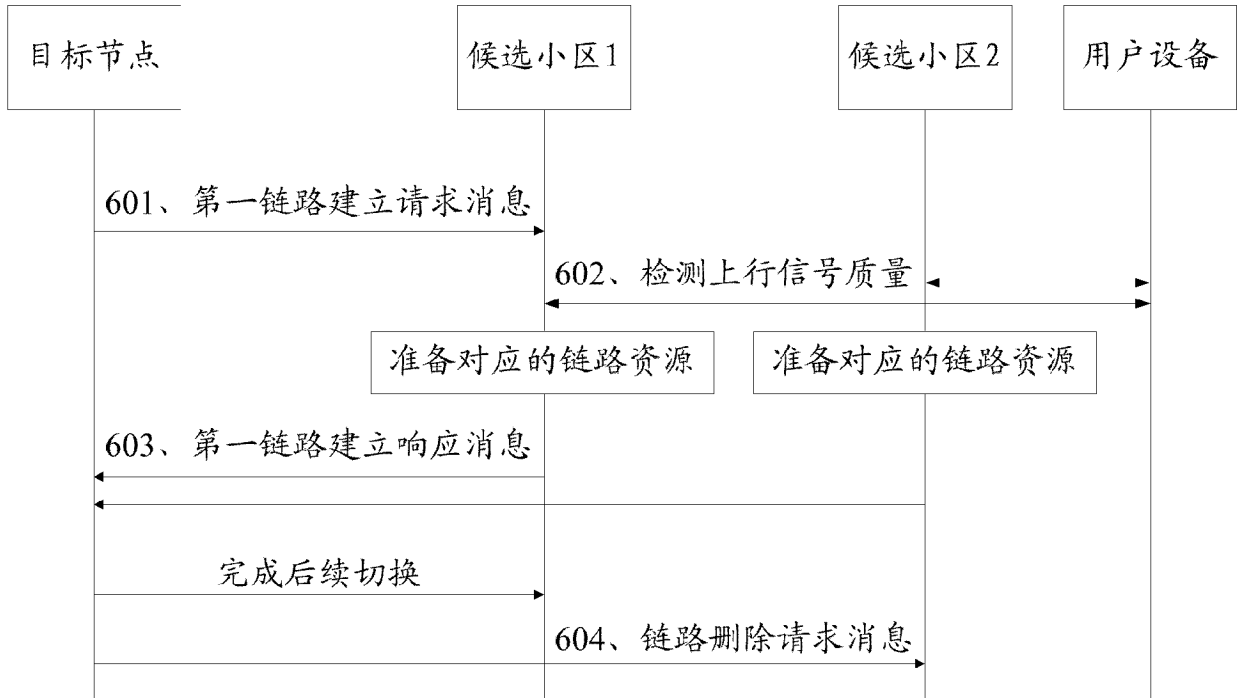 目标节点
候选小区1
候选小区2
用户设备
601、第一链路建立请求消息
602、检测上行信号质量
准备对应的链路资源
准备对应的链路资源
603、第一链路建立响应消息
完成后续切换
604、链路删除请求消息